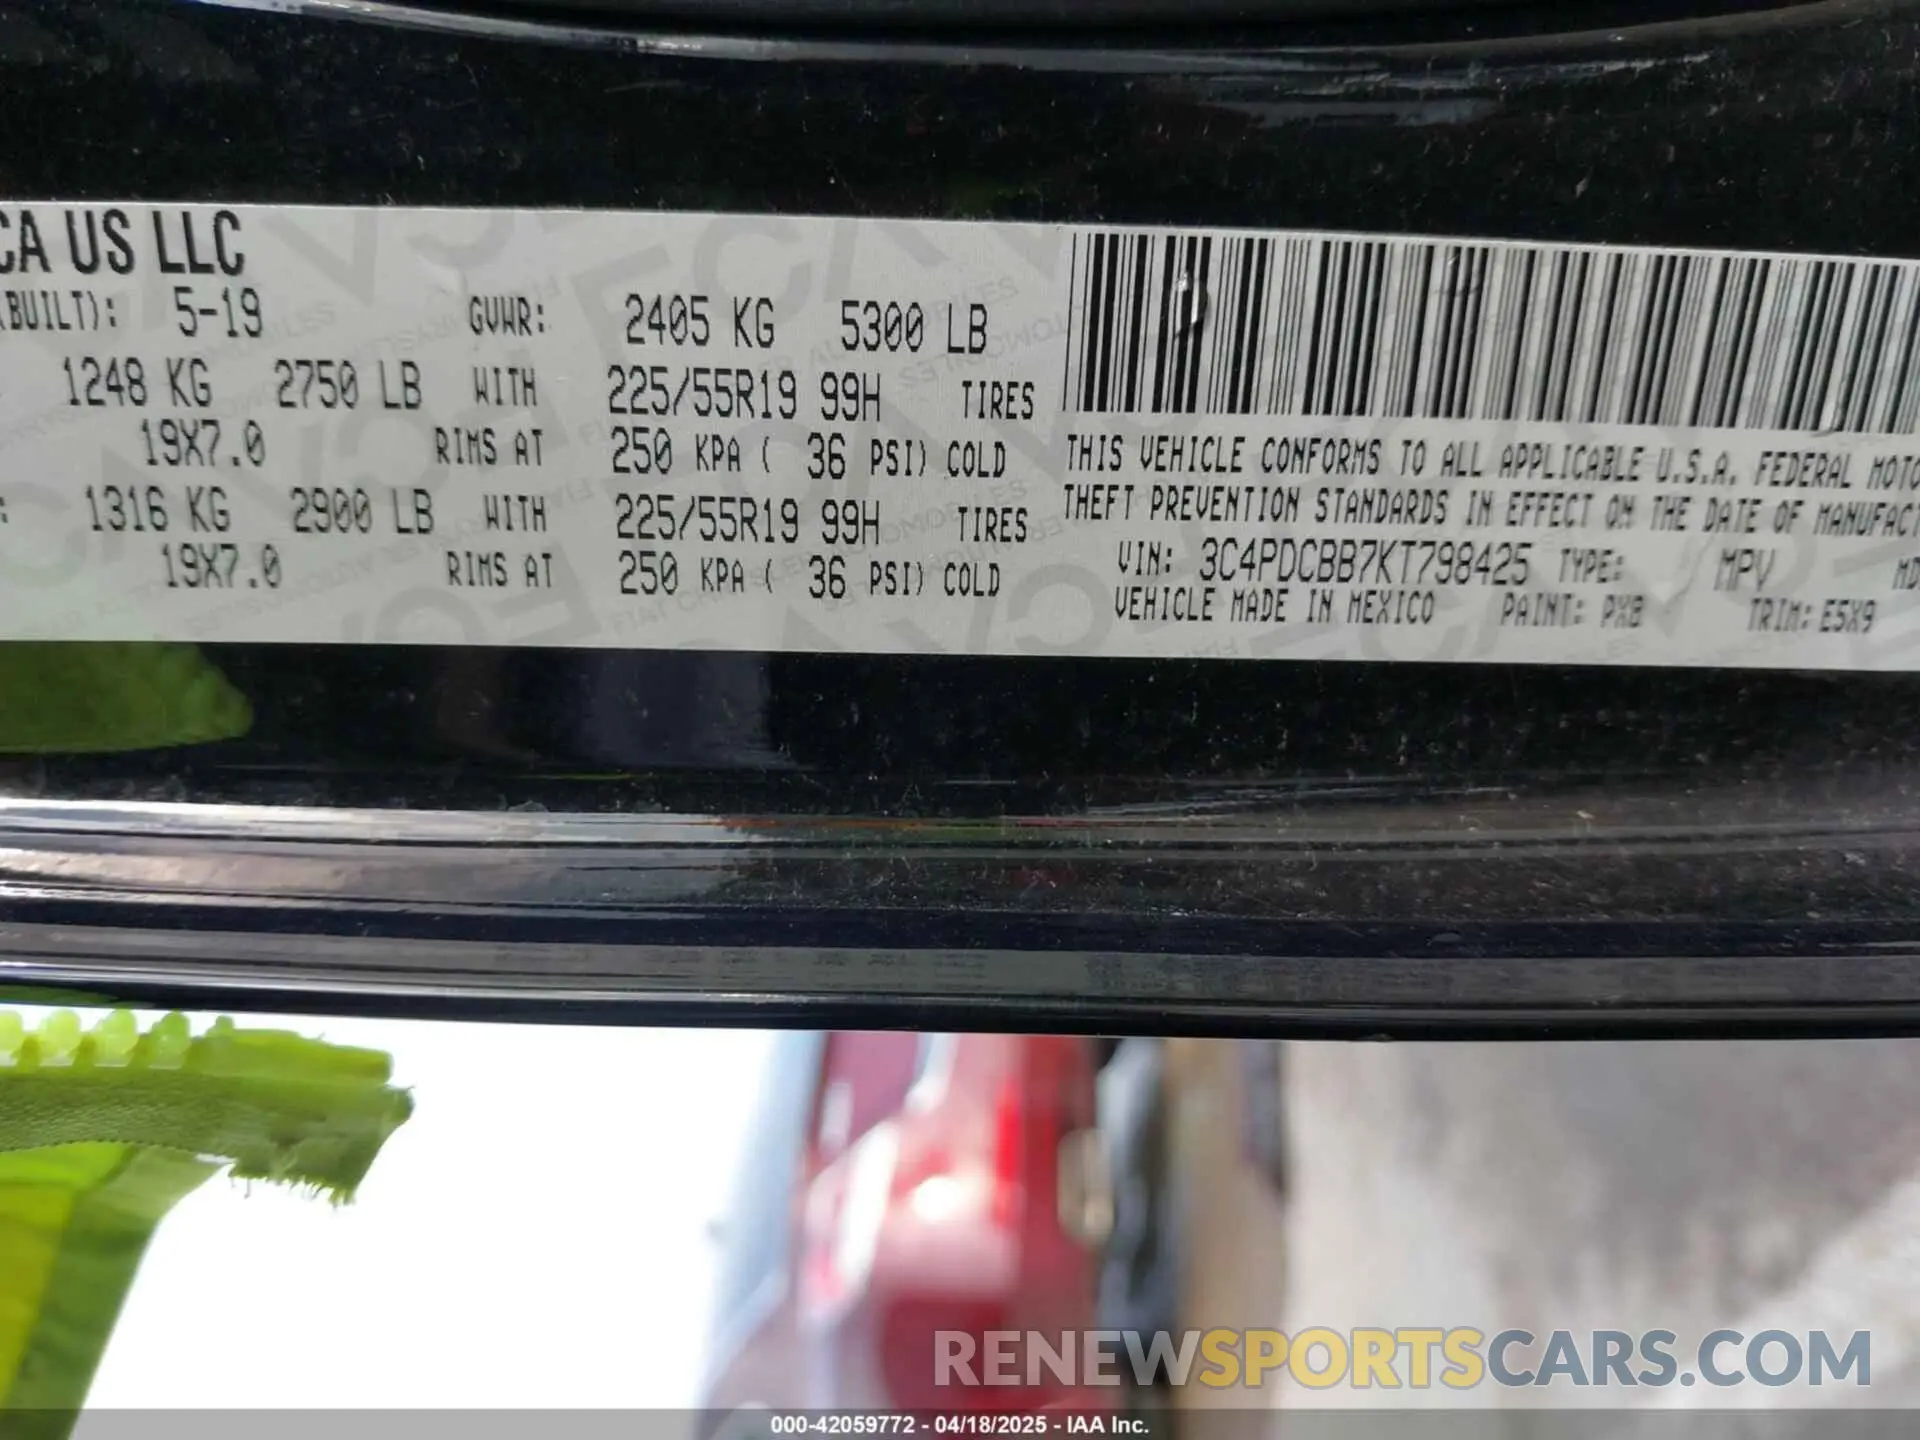 CA US LLC
(BUILT): 5-19 GVWR: 2405 KG 5300 LB
1248 KG 2750 LB WITH 225/55R19 99H TIRES
19X7.0 RIMS AT 250 KPA ( 36 PSI) COLD
: 1316 KG 2900 LB WITH 225/55R19 99H TIRES
19X7.0 RIMS AT 250 KPA ( 36 PSI) COLD
THIS VEHICLE CONFORMS TO ALL APPLICABLE U.S.A. FEDERAL MOTO
THEFT PREVENTION STANDARDS IN EFFECT ON THE DATE OF MANUFACT
VIN: 3C4PDCBB7KT798425 TYPE: MPV MD
VEHICLE MADE IN MEXICO PAINT: PX8 TRIM: E5X9
RENEWSPORTSCARS.COM
000-42059772 - 04/18/2025 - IAA Inc.